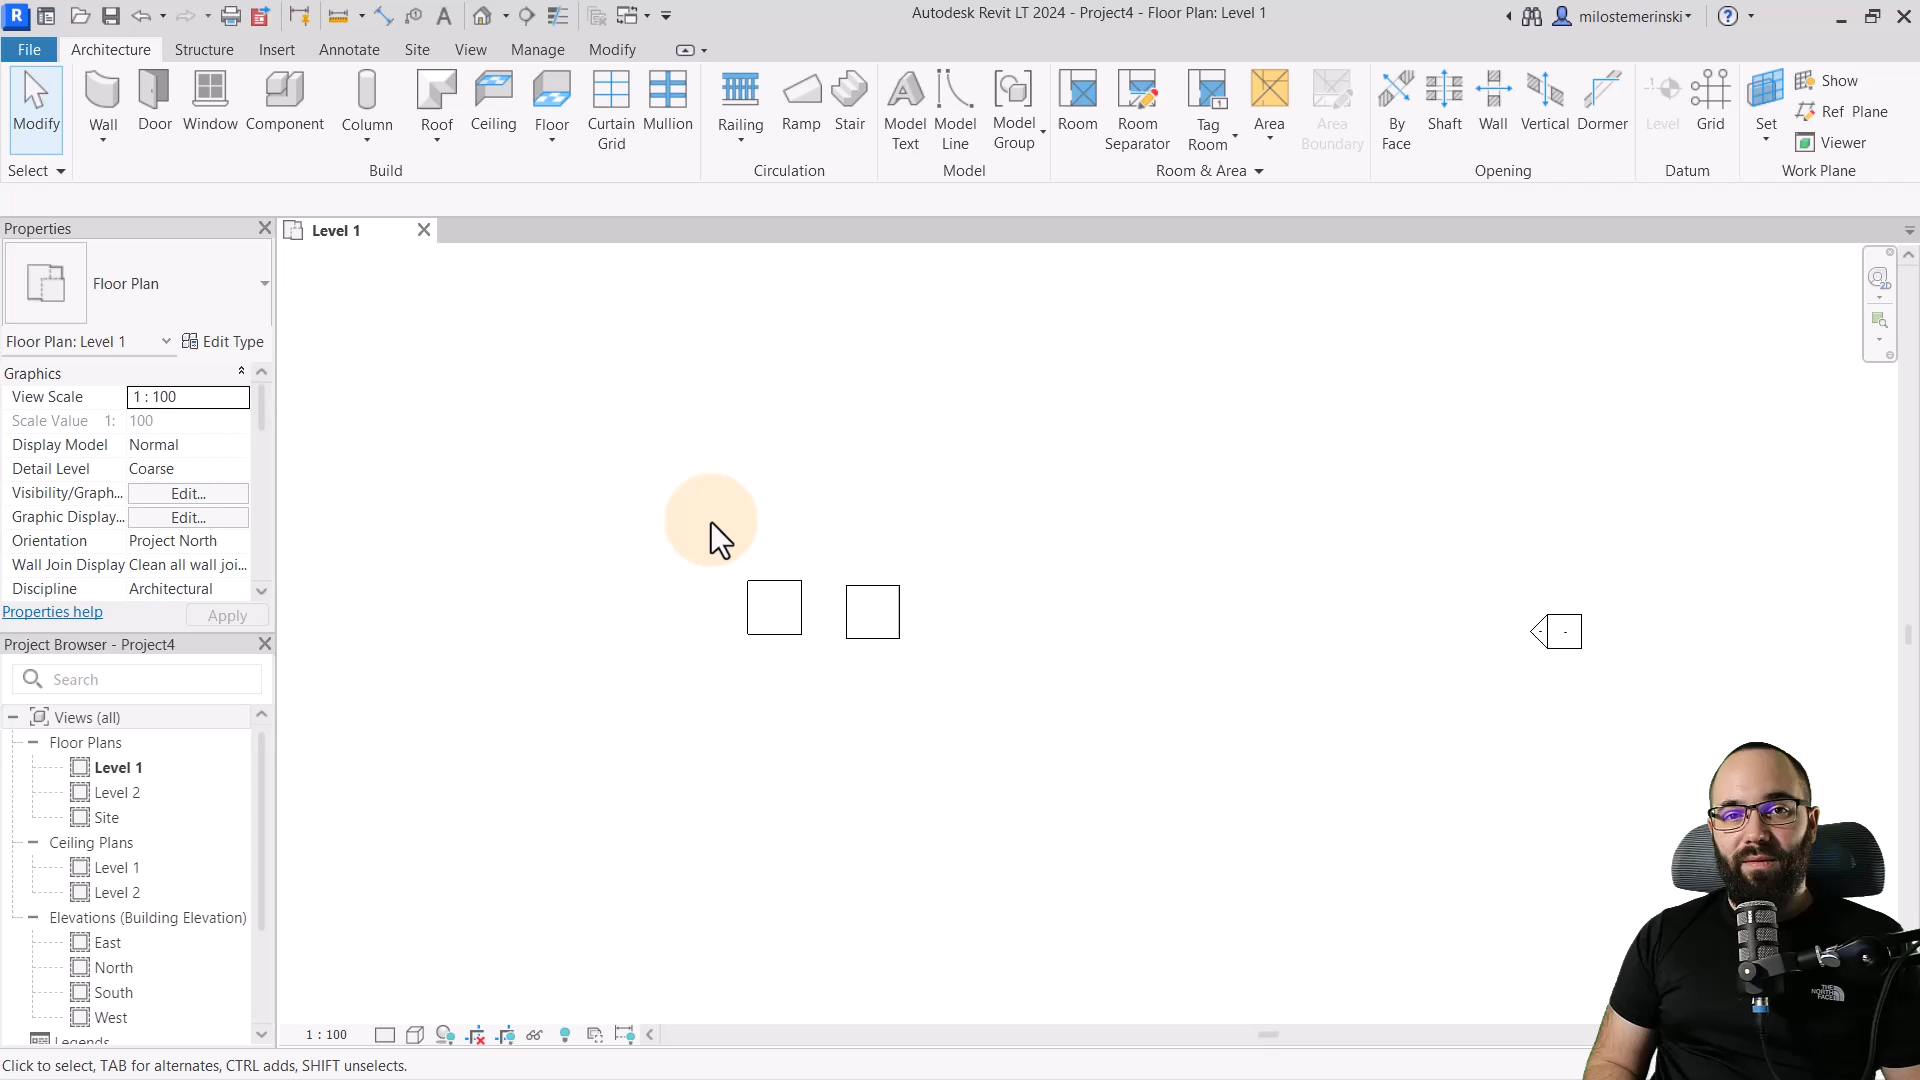 Autodesk Revit LT 2024 - Project4 - Floor Plan: Level 1
milostemerinski
File
Architecture
Structure
Insert
Annotate
Site
View
Manage
Modify
Modify
Wall
Door
Window
Component
Column
Roof
Ceiling
Floor
Curtain
Grid
Mullion
Railing
Ramp
Stair
Model
Text
Model
Line
Model
Group
Room
Room
Separator
Tag
Room
Area
Area
Boundary
By
Face
Shaft
Wall
Vertical
Dormer
Level
Grid
Set
Show
Ref Plane
Viewer
Select
Build
Circulation
Model
Room & Area
Opening
Datum
Work Plane
Properties
Level 1
Floor Plan
Floor Plan: Level 1
Edit Type
Graphics
View Scale 1 : 100
Scale Value 1: 100
Display Model Normal
Detail Level Coarse
Visibility/Graph... Edit...
Graphic Display... Edit...
Orientation Project North
Wall Join Display Clean all wall joi...
Discipline Architectural
Properties help
Apply
Project Browser - Project4
Search
Views (all)
Floor Plans
Level 1
Level 2
Site
Ceiling Plans
Level 1
Level 2
Elevations (Building Elevation)
East
North
South
West
Legends
2D
1 : 100
Click to select, TAB for alternates, CTRL adds, SHIFT unselects.
THE
NORTH
FACE